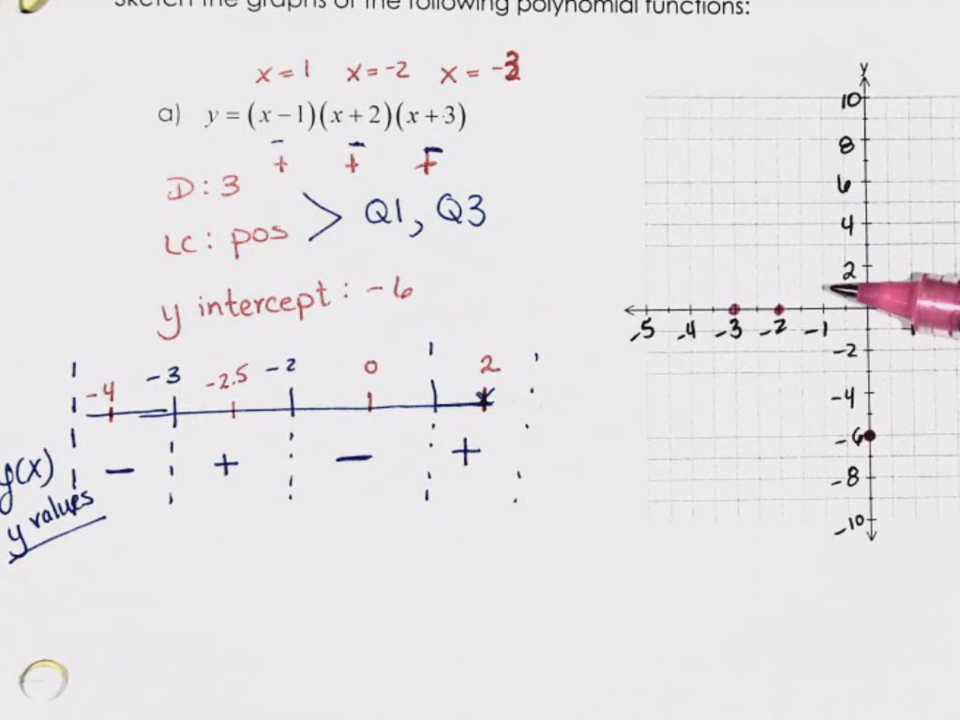 Sketch the graphs of the following polynomial functions:
x = 1 x = -2 x = -3
a) y = (x − 1)(x + 2)(x + 3)
- - -
+ + +
D: 3
LC: pos > Q1, Q3
y intercept: -6
-4 -3 -2.5 -2 0 1 2
y(x) - + - +
y values
y
10
8
6
4
2
-5 -4 -3 -2 -1
-2
-4
-6
-8
-10